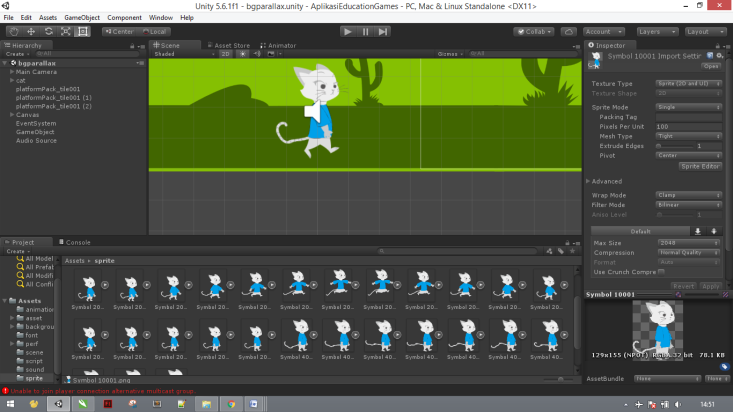 Unity 5.6.1f1 - bgparallax.unity - AplikasiEducationGames - PC, Mac & Linux Standalone <DX11>
File Edit Assets GameObject Component Window Help
Center Local
Collab Account Layers Layout
Hierarchy
Create All
bgparallax
Main Camera
cat
platformPack_tile001
platformPack_tile001 (1)
platformPack_tile001 (2)
Canvas
EventSystem
GameObject
Audio Source
Scene Asset Store Animator
Shaded 2D Gizmos All
Inspector
Symbol 10001 Import Settin
Open
Texture Type Sprite (2D and UI)
Texture Shape 2D
Sprite Mode Single
Packing Tag
Pixels Per Unit 100
Mesh Type Tight
Extrude Edges 1
Pivot Center
Sprite Editor
Advanced
Wrap Mode Clamp
Filter Mode Bilinear
Aniso Level 1
Default
Max Size 2048
Compression Normal Quality
Format Auto
Use Crunch Compre
Revert Apply
Symbol 10001
129x155 (NPOT) RGBA 32 bit 78.1 KB
AssetBundle None None
Project Console
Create
All Model
All Prefab
All Modifi
All Confli
Assets
animation
asset
backgrou
font
perf
scene
script
sound
sprite
Assets sprite
Symbol 20... Symbol 20... Symbol 20... Symbol 20... Symbol 20... Symbol 20... Symbol 20... Symbol 20... Symbol 20... Symbol 20... Symbol 20... Symbol 20...
Symbol 20... Symbol 20... Symbol 20... Symbol 20... Symbol 20... Symbol 40... Symbol 40... Symbol 40... Symbol 40... Symbol 40... Symbol 40... Symbol 40...
Symbol 10001.png
Unable to join player connection alternative multicast group.
14:51